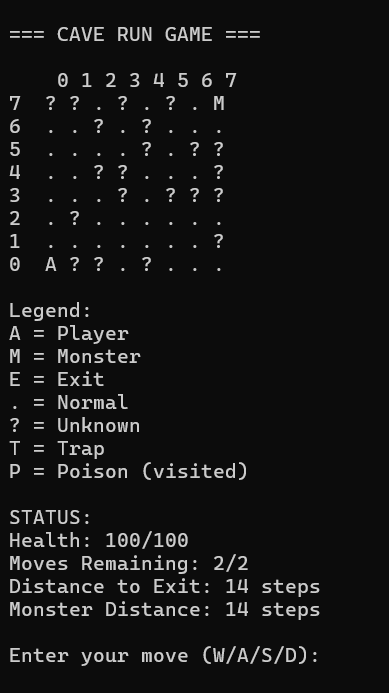 === CAVE RUN GAME ===
0 1 2 3 4 5 6 7
7 ? ? . ? . ? . M
6 . . ? . ? . . .
5 . . . . ? . ? ?
4 . . ? ? . . . ?
3 . . . ? . ? ? ?
2 . ? . . . . . .
1 . . . . . . . ?
0 A ? ? . ? . . .
Legend:
A = Player
M = Monster
E = Exit
. = Normal
? = Unknown
T = Trap
P = Poison (visited)
STATUS:
Health: 100/100
Moves Remaining: 2/2
Distance to Exit: 14 steps
Monster Distance: 14 steps
Enter your move (W/A/S/D):